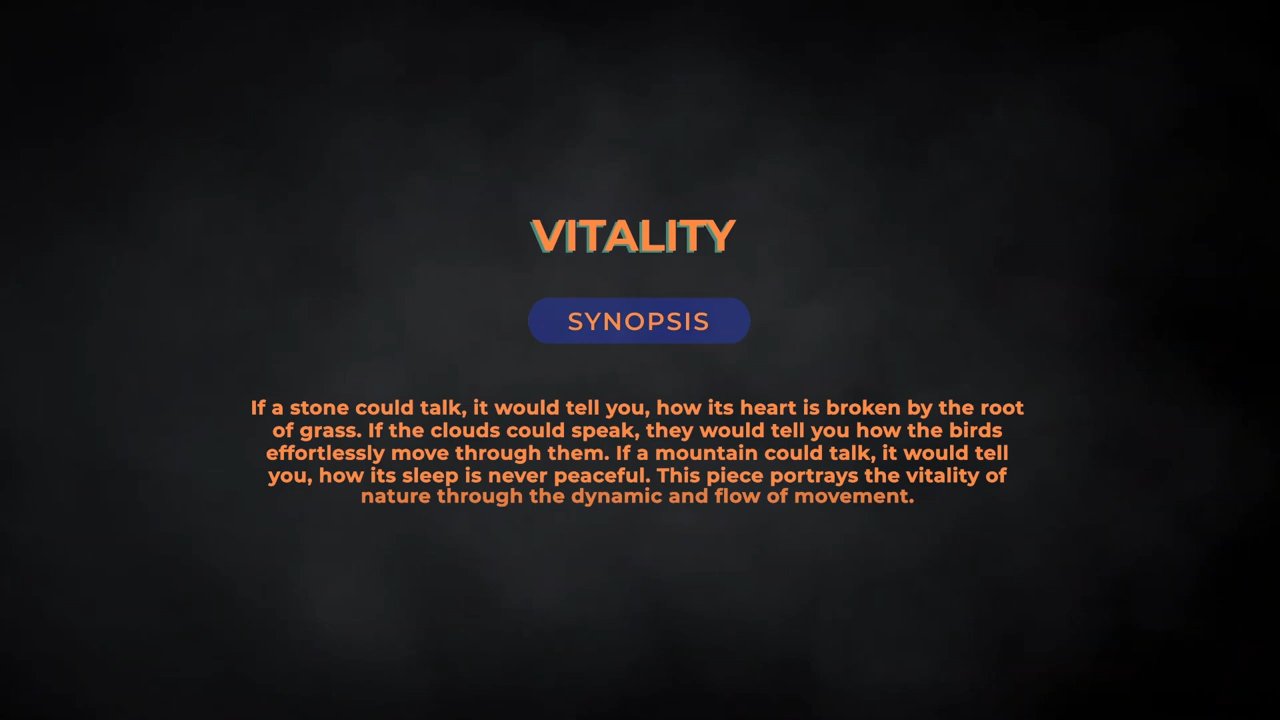 VITALITY
SYNOPSIS
If a stone could talk, it would tell you, how its heart is broken by the root
of grass. If the clouds could speak, they would tell you how the birds
effortlessly move through them. If a mountain could talk, it would tell
you, how its sleep is never peaceful. This piece portrays the vitality of
nature through the dynamic and flow of movement.